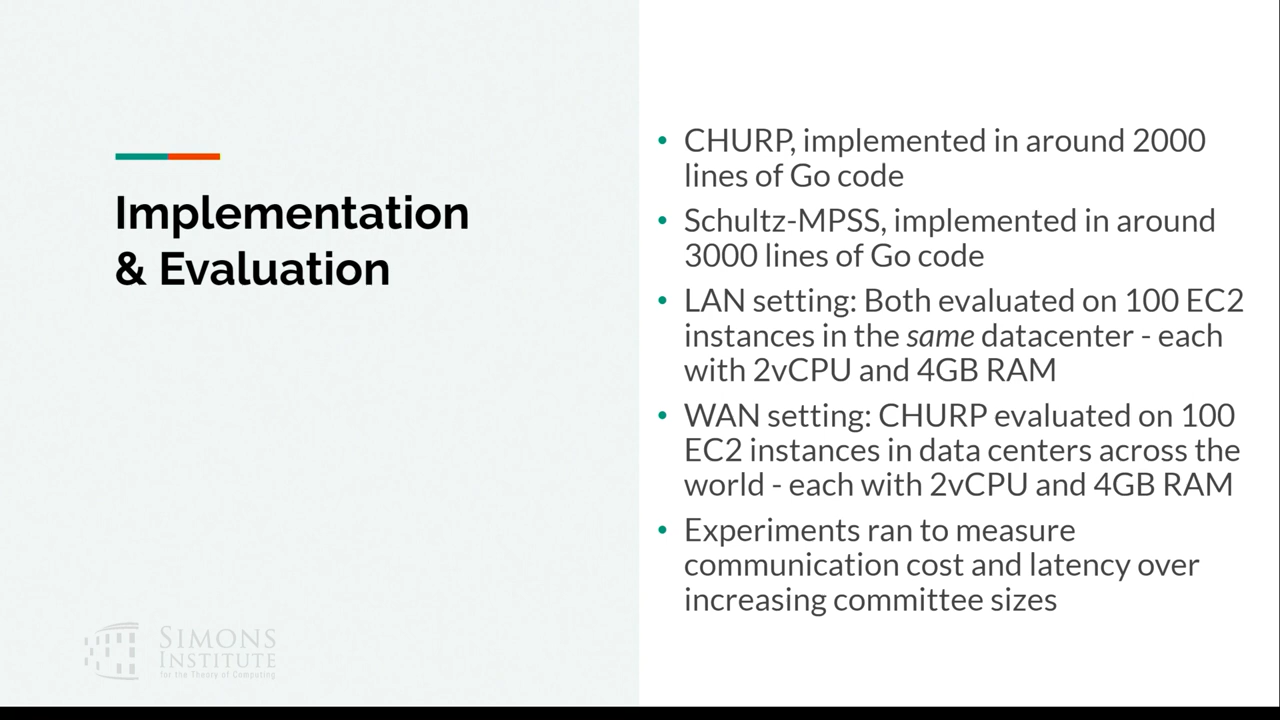 Implementation
& Evaluation
• CHURP, implemented in around 2000
lines of Go code
• Schultz-MPSS, implemented in around
3000 lines of Go code
• LAN setting: Both evaluated on 100 EC2
instances in the same datacenter - each
with 2vCPU and 4GB RAM
• WAN setting: CHURP evaluated on 100
EC2 instances in data centers across the
world - each with 2vCPU and 4GB RAM
• Experiments ran to measure
communication cost and latency over
increasing committee sizes
SIMONS
INSTITUTE
for the Theory of Computing